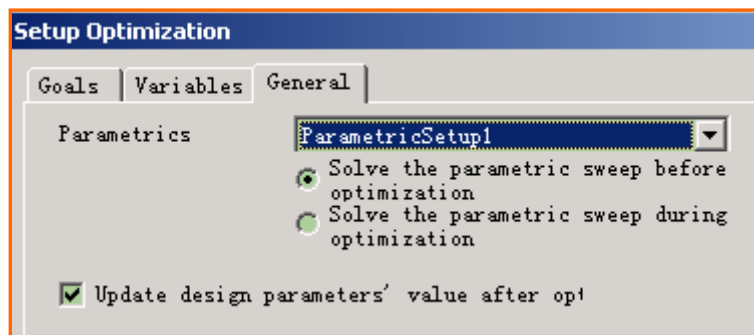 Setup Optimization
Goals Variables General
Parametrics ParametricSetup1
Solve the parametric sweep before
optimization
Solve the parametric sweep during
optimization
Update design parameters' value after